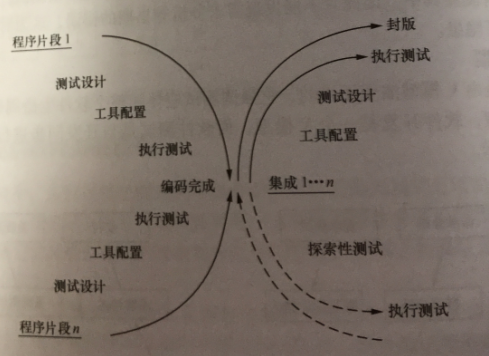 程序片段1
测试设计
工具配置
执行测试
编码完成
执行测试
工具配置
测试设计
程序片段n
封版
执行测试
测试设计
工具配置
集成1…n
探索性测试
执行测试